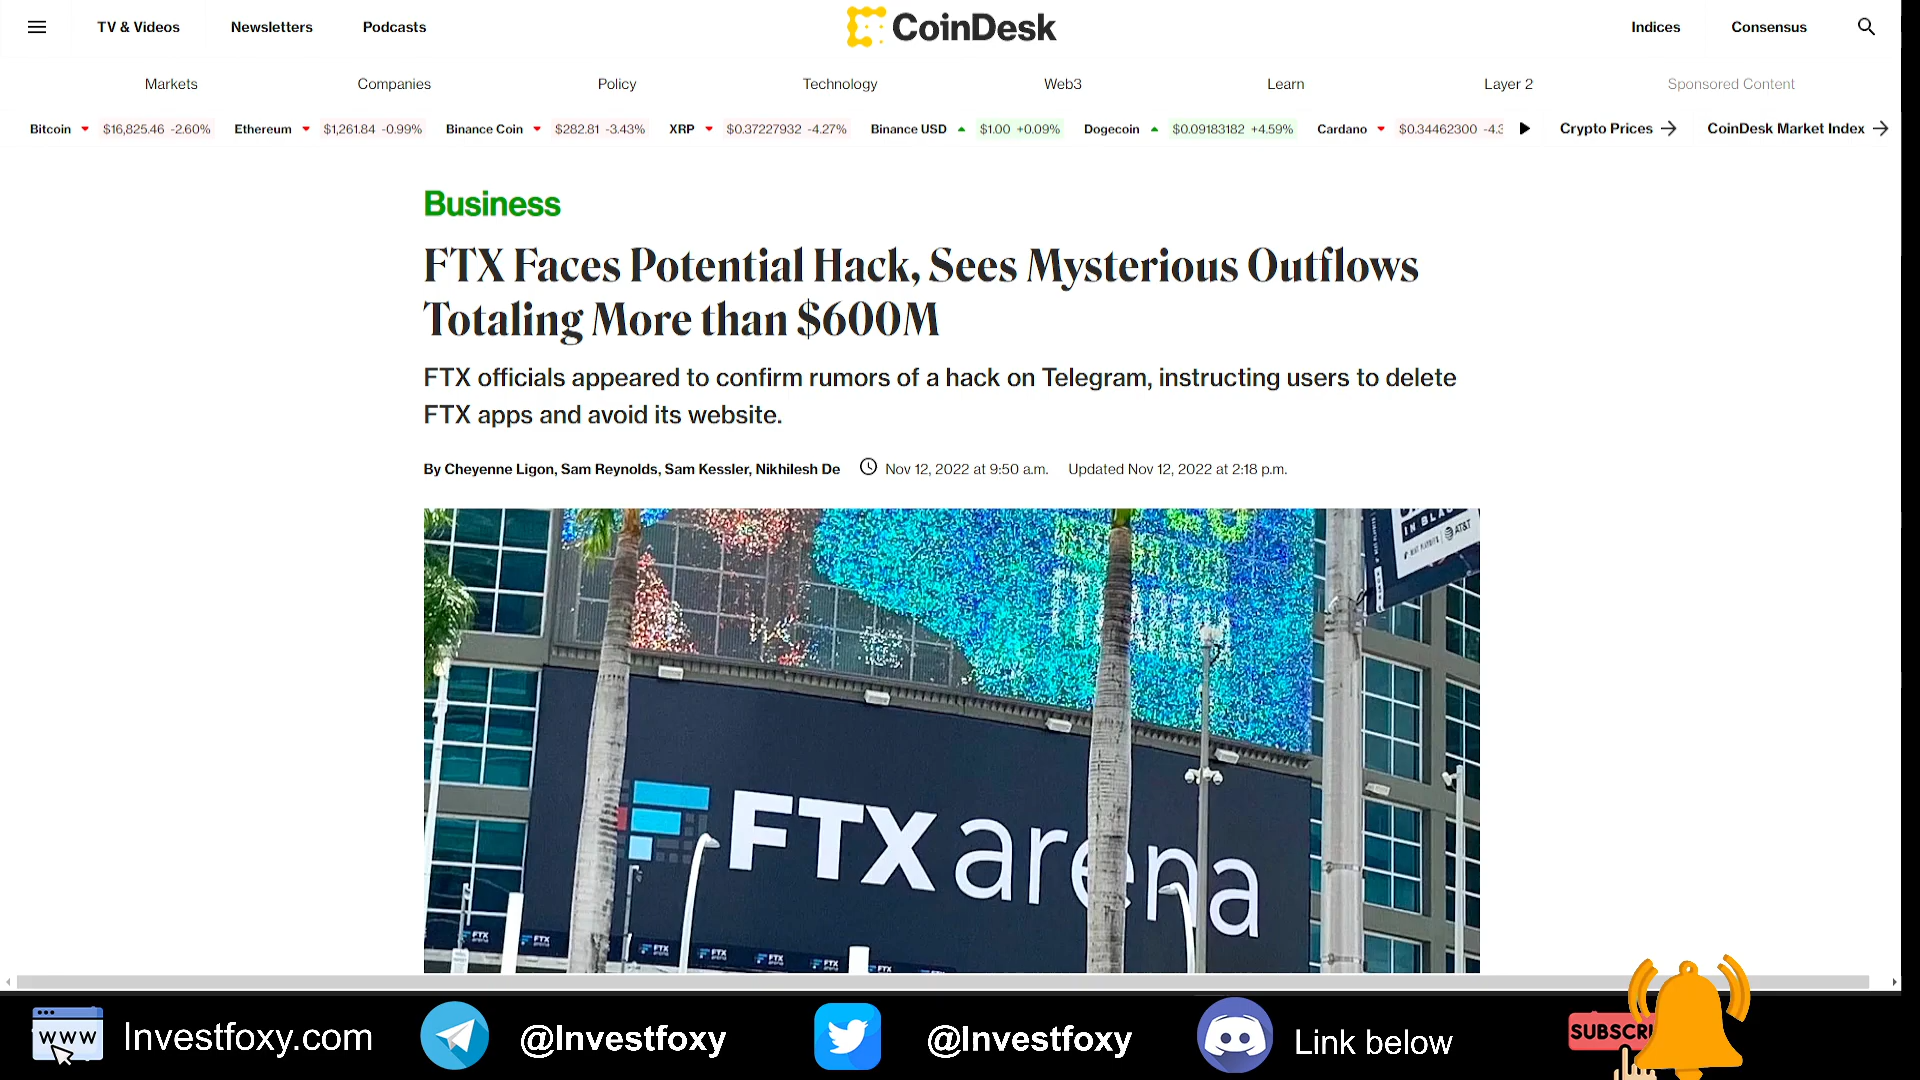 TV & Videos
Newsletters
Podcasts
CoinDesk
Indices
Consensus
Markets
Companies
Policy
Technology
Web3
Learn
Layer 2
Sponsored Content
Bitcoin $16,825.46 -2.60%
Ethereum $1,261.84 -0.99%
Binance Coin $282.81 -3.43%
XRP $0.37227932 -4.27%
Binance USD $1.00 +0.09%
Dogecoin $0.09183182 +4.59%
Cardano $0.34462300
Crypto Prices
CoinDesk Market Index
Business
FTX Faces Potential Hack, Sees Mysterious Outflows
Totaling More than $600M
FTX officials appeared to confirm rumors of a hack on Telegram, instructing users to delete
FTX apps and avoid its website.
By Cheyenne Ligon, Sam Reynolds, Sam Kessler, Nikhilesh De
Nov 12, 2022 at 9:50 a.m.
Updated Nov 12, 2022 at 2:18 p.m.
AT&T
FTX arena
WWW
Investfoxy.com
@Investfoxy
@Investfoxy
Link below
SUBSCRI